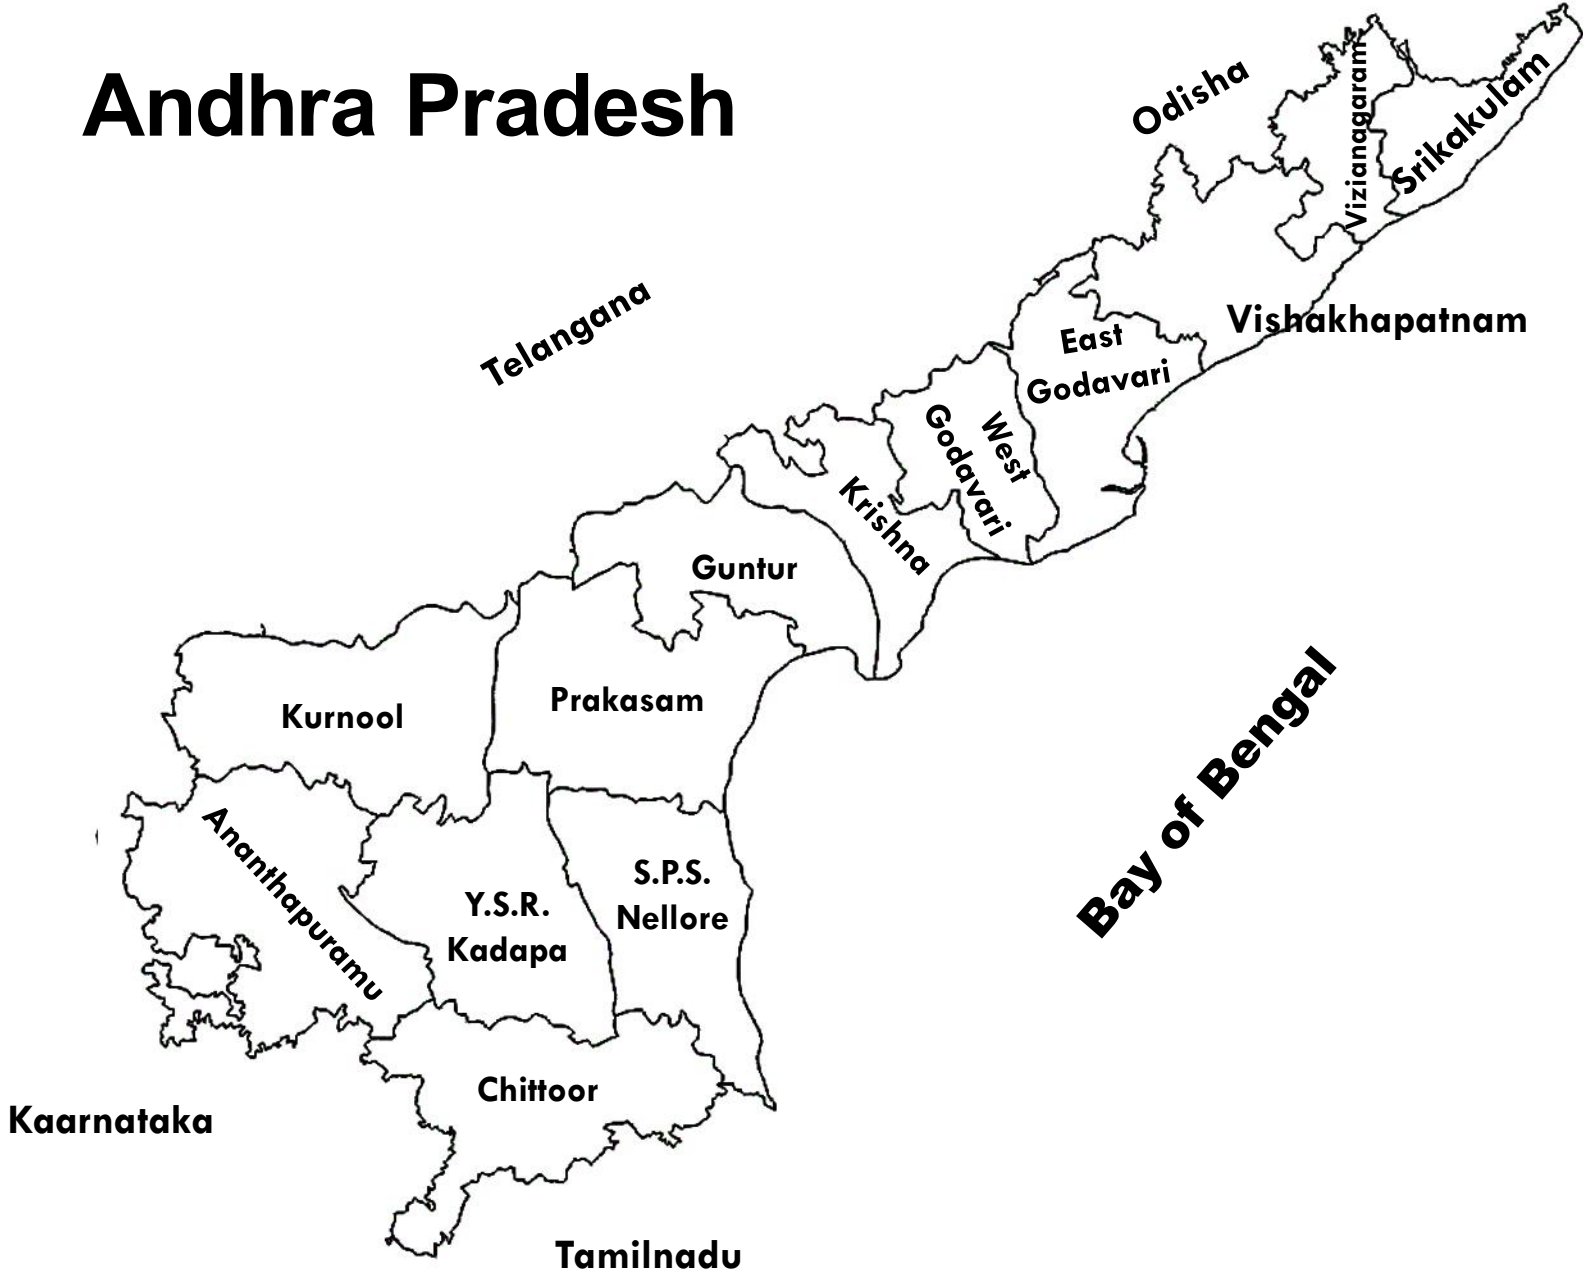 Andhra Pradesh
Odisha
Vizianagaram
Srikakulam
Telangana
Vishakhapatnam
East
Godavari
West
Godavari
Krishna
Guntur
Prakasam
Kurnool
Bay of Bengal
Ananthapuramu
S.P.S.
Nellore
Y.S.R.
Kadapa
Chittoor
Kaarnataka
Tamilnadu